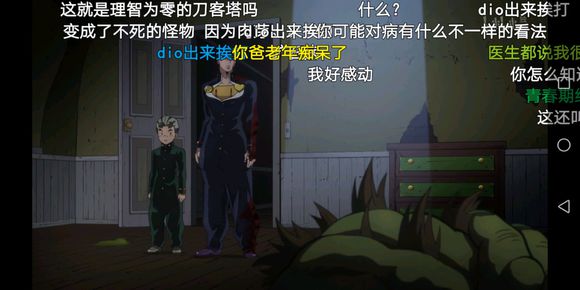 这就是理智为零的刀客塔吗 什么？ dio出来挨打
变成了不死的怪物 因为肉 你可能对病有什么不一样的看法
dio出来挨 你爸老年痴呆了 医生都说我很
我好感动 你怎么知
青春期
这还叫